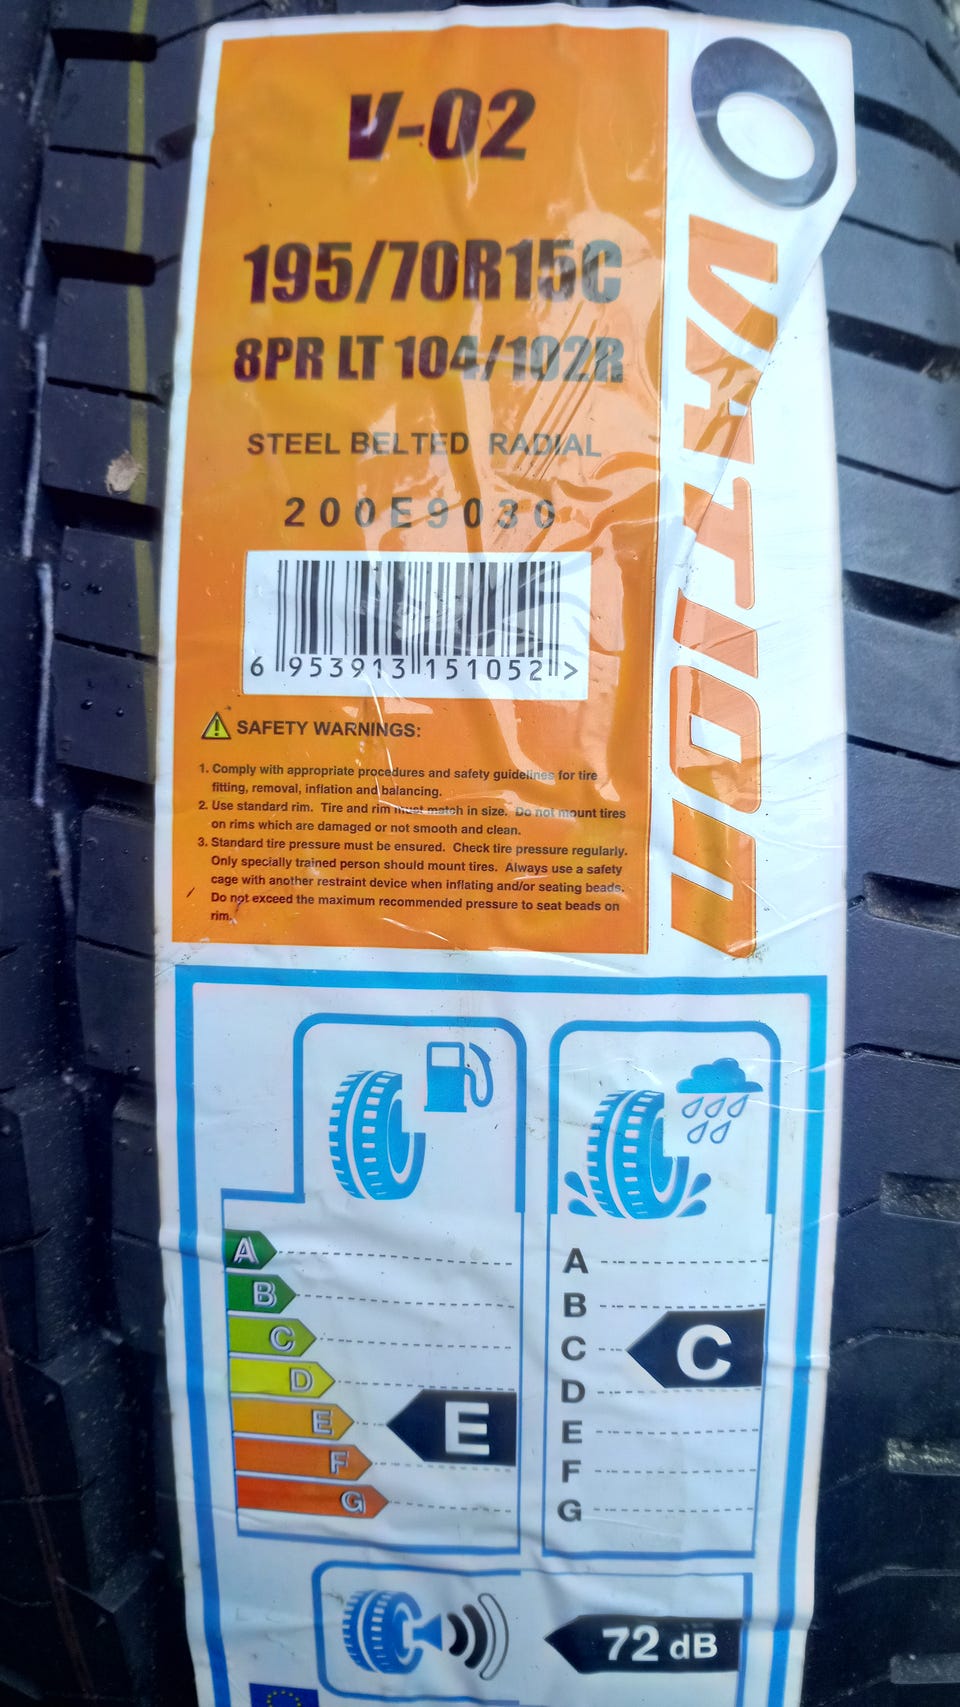 V-02
195/70R15C
8PR LT 104/102R
STEEL BELTED RADIAL
200E9030
6 953913 151052 >
OVATION
SAFETY WARNINGS:
1. Comply with appropriate procedures and safety guidelines for tire
fitting, removal, inflation and balancing.
2. Use standard rim. Tire and rim must match in size. Do not mount tires
on rims which are damaged or not smooth and clean.
3. Standard tire pressure must be ensured. Check tire pressure regularly.
Only specially trained person should mount tires. Always use a safety
cage with another restraint device when inflating and/or seating beads.
Do not exceed the maximum recommended pressure to seat beads on
rim.
A
B
C
D
E
F
G
E
A
B
C
D
E
F
G
C
72 dB